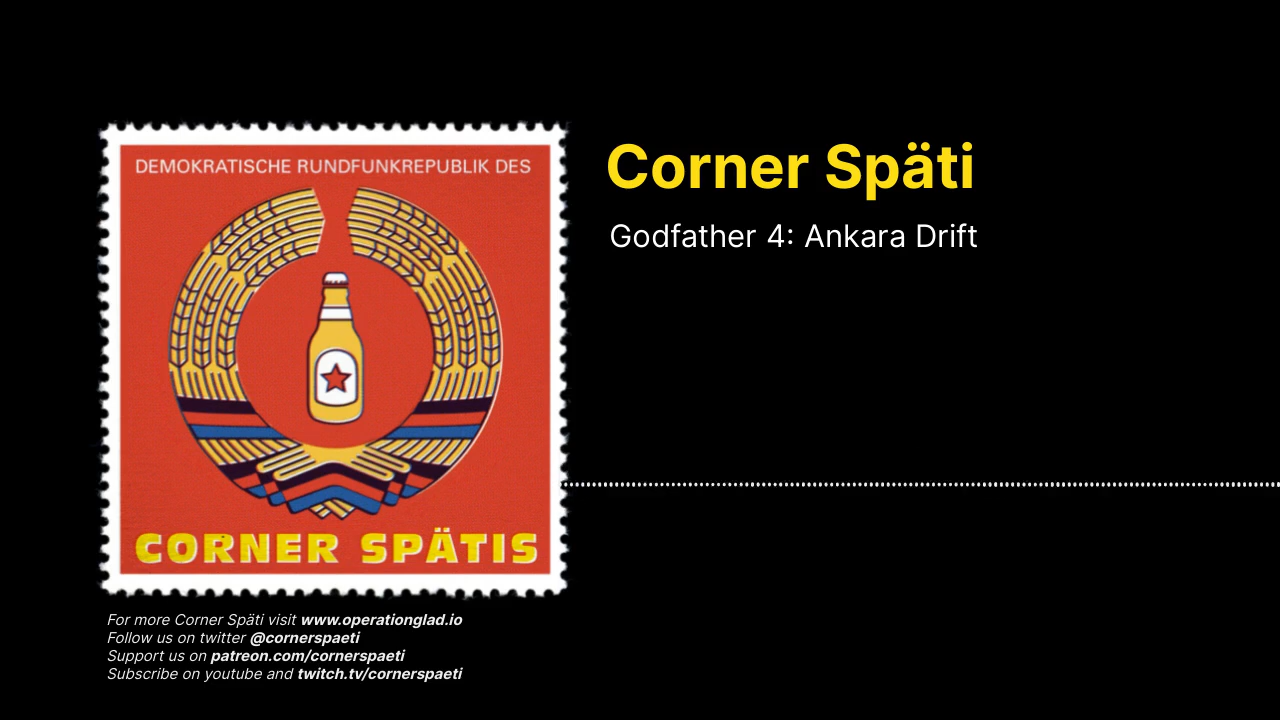 DEMOKRATISCHE RUNDFUNKREPUBLIK DES
CORNER SPÄTIS
Corner Späti
Godfather 4: Ankara Drift
For more Corner Späti visit www.operationglad.io
Follow us on twitter @cornerspaeti
Support us on patreon.com/cornerspaeti
Subscribe on youtube and twitch.tv/cornerspaeti